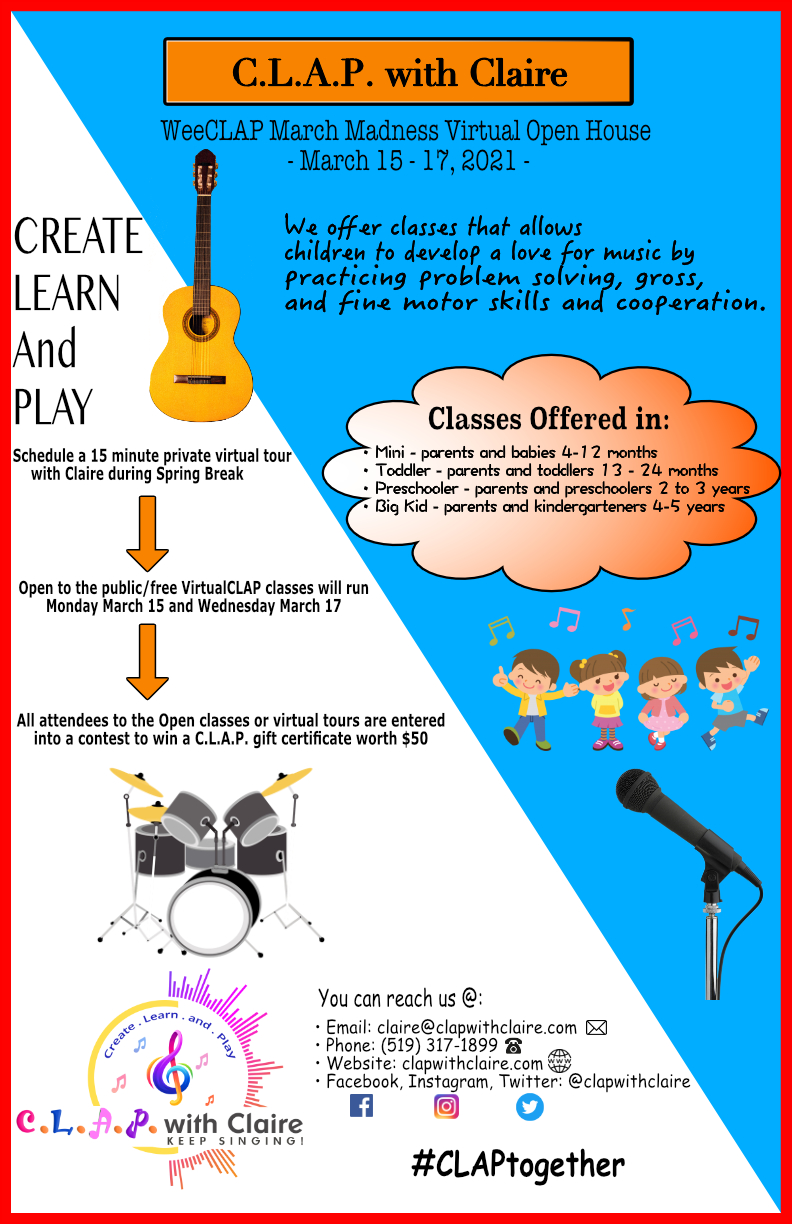 C.L.A.P. with Claire
WeeCLAP March Madness Virtual Open House
- March 15 - 17, 2021 -
We offer classes that allows
children to develop a love for music by
practicing problem solving, gross,
and fine motor skills and cooperation.
CREATE
LEARN
And
PLAY
Classes Offered in:
• Mini - parents and babies 4-12 months
• Toddler - parents and toddlers 13 - 24 months
• Preschooler - parents and preschoolers 2 to 3 years
• Big Kid - parents and kindergarteners 4-5 years
Schedule a 15 minute private virtual tour
with Claire during Spring Break
Open to the public/free VirtualCLAP classes will run
Monday March 15 and Wednesday March 17
All attendees to the Open classes or virtual tours are entered
into a contest to win a C.L.A.P. gift certificate worth $50
Create . Learn . and . Play
C.L.A.P. with Claire
KEEP SINGING!
You can reach us @:
• Email: claire@clapwithclaire.com
• Phone: (519) 317-1899
• Website: clapwithclaire.com
www
• Facebook, Instagram, Twitter: @clapwithclaire
#CLAPtogether